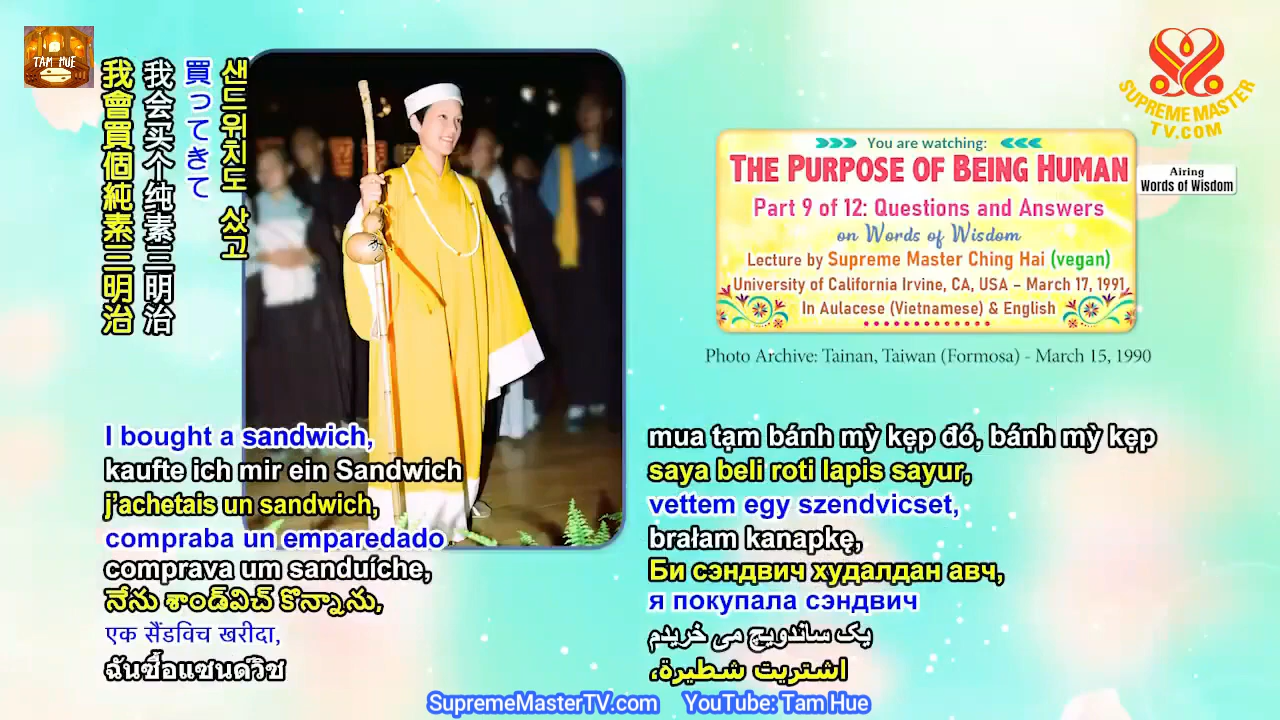 TAM HUE
我會買個純素三明治
我会买个纯素三明治
買ってきて
샌드위치도 샀고
SUPREME MASTER
TV.COM
You are watching:
THE PURPOSE OF BEING HUMAN
Part 9 of 12: Questions and Answers
on Words of Wisdom
Lecture by Supreme Master Ching Hai (vegan)
University of California Irvine, CA, USA – March 17, 1991
In Aulacese (Vietnamese) & English
Airing
Words of Wisdom
Photo Archive: Tainan, Taiwan (Formosa) - March 15, 1990
I bought a sandwich,
kaufte ich mir ein Sandwich
j’achetais un sandwich,
compraba un emparedado
comprava um sanduíche,
నేను శాండ్‌విచ్ కొన్నాను,
एक सैंडविच खरीदा,
ฉันซื้อแซนด์วิช
mua tạm bánh mỳ kẹp đó, bánh mỳ kẹp
saya beli roti lapis sayur,
vettem egy szendvicset,
brałam kanapkę,
Би сэндвич худалдан авч,
я покупала сэндвич
یک ساندویچ می خریدم
اشتريت شطيرة،
SupremeMasterTV.com YouTube: Tam Hue